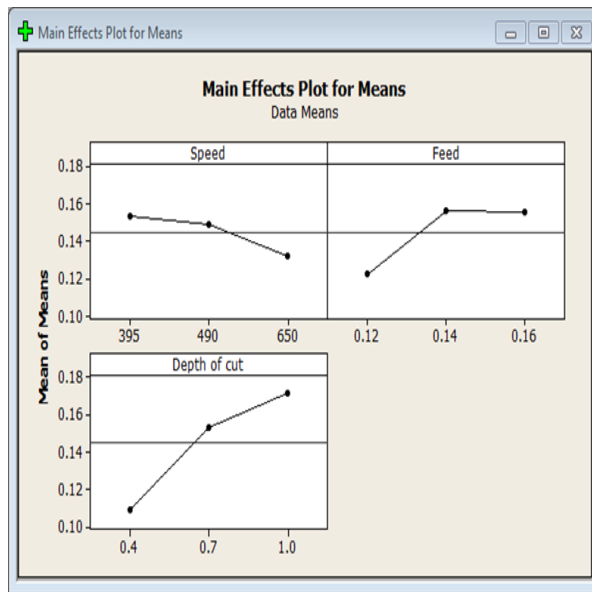 Main Effects Plot for Means
Main Effects Plot for Means
Data Means
Speed Feed
0.18
0.16
0.14
0.12
0.10
395 490 650 0.12 0.14 0.16
Mean of Means
Depth of cut
0.18
0.16
0.14
0.12
0.10
0.4 0.7 1.0